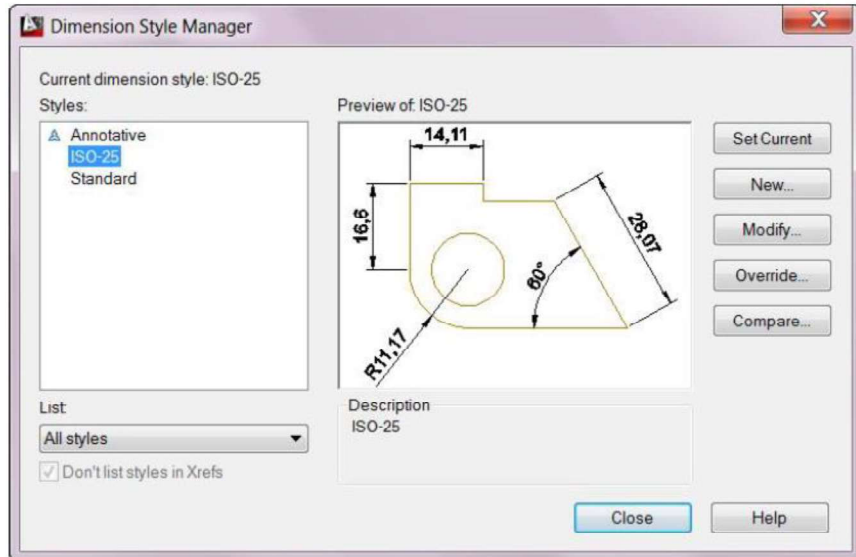 Dimension Style Manager
Current dimension style: ISO-25
Styles:
Annotative
ISO-25
Standard
List:
All styles
Don't list styles in Xrefs
Preview of: ISO-25
14,11
16,6
28,07
60°
R11,17
Description
ISO-25
Set Current
New...
Modify...
Override...
Compare...
Close
Help